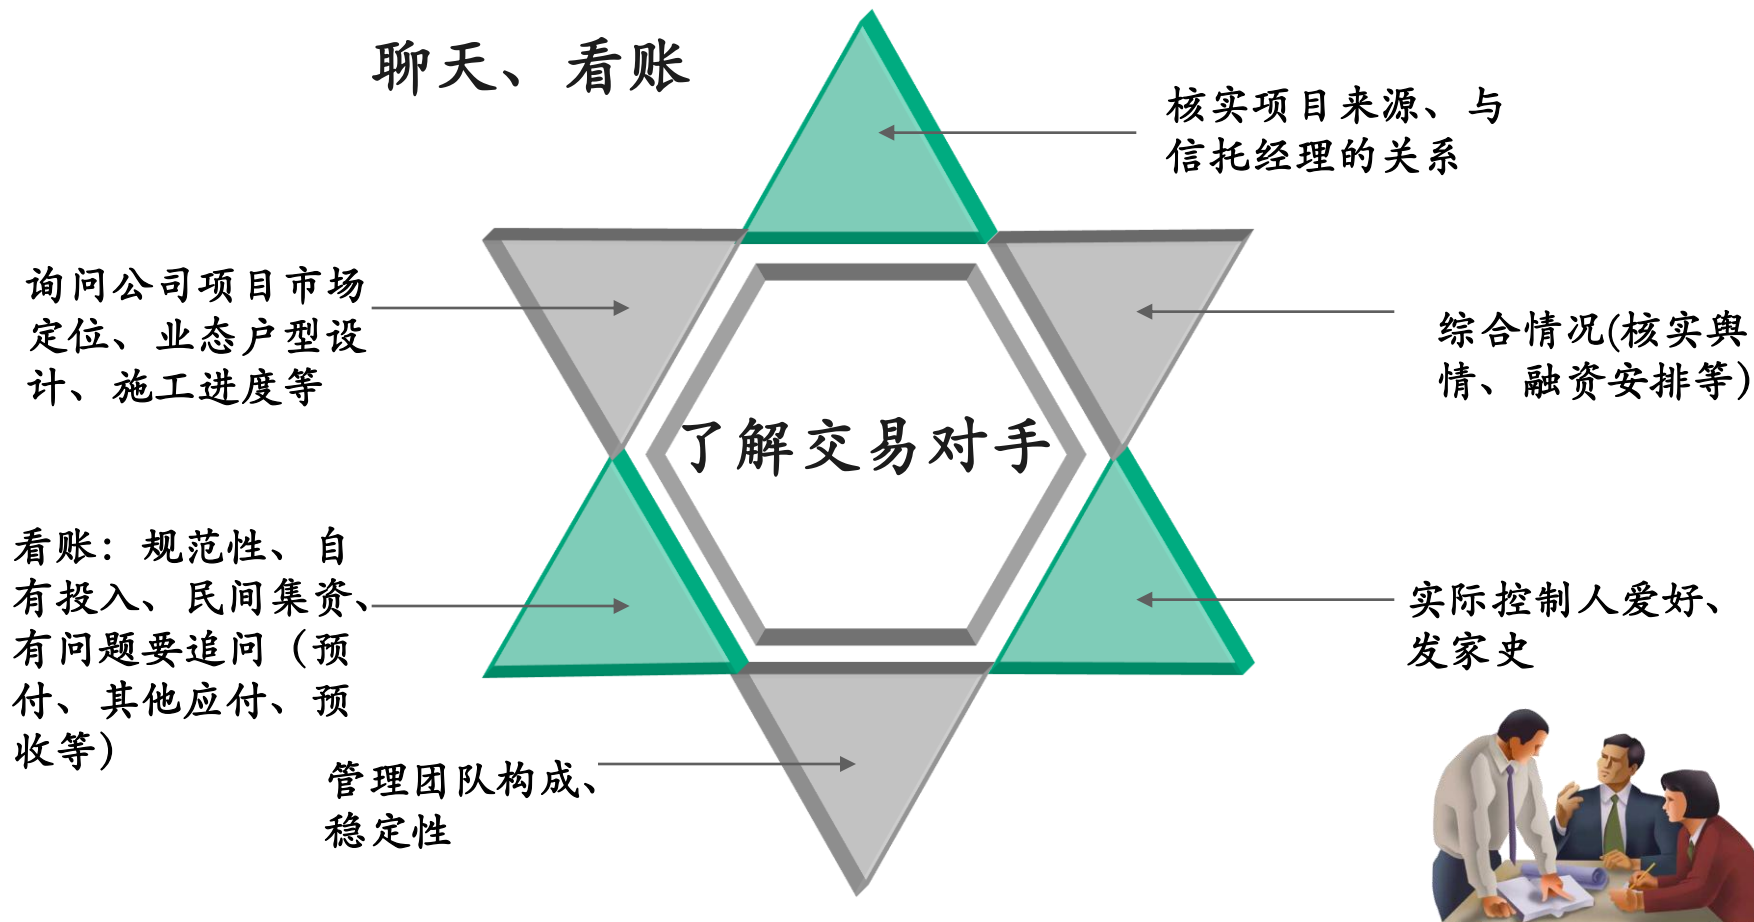 聊天、看账
核实项目来源、与
信托经理的关系
询问公司项目市场
定位、业态户型设
计、施工进度等
综合情况(核实舆
情、融资安排等）
了解交易对手
看账：规范性、自
有投入、民间集资、
有问题要追问（预
付、其他应付、预
收等）
实际控制人爱好、
发家史
管理团队构成、
稳定性